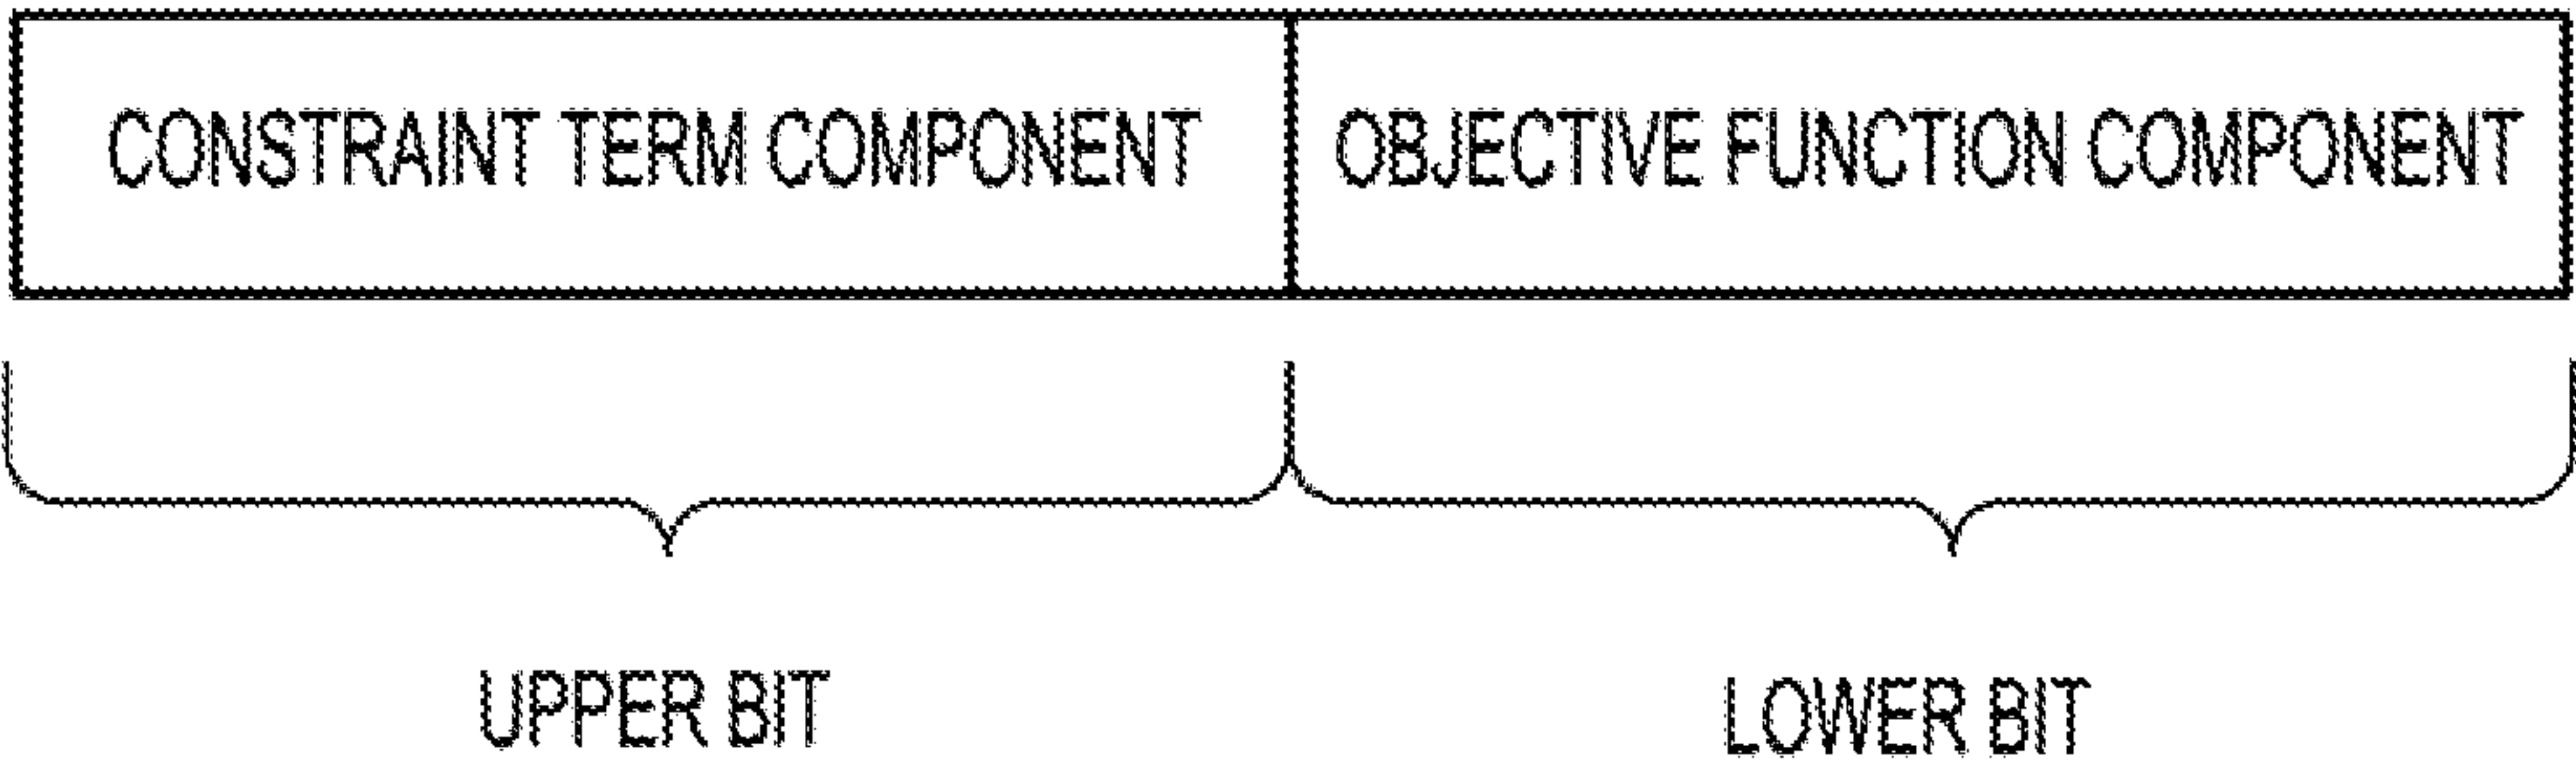 CONSTRAINT TERM COMPONENT
OBJECTIVE FUNCTION COMPONENT
UPPER BIT
LOWER BIT